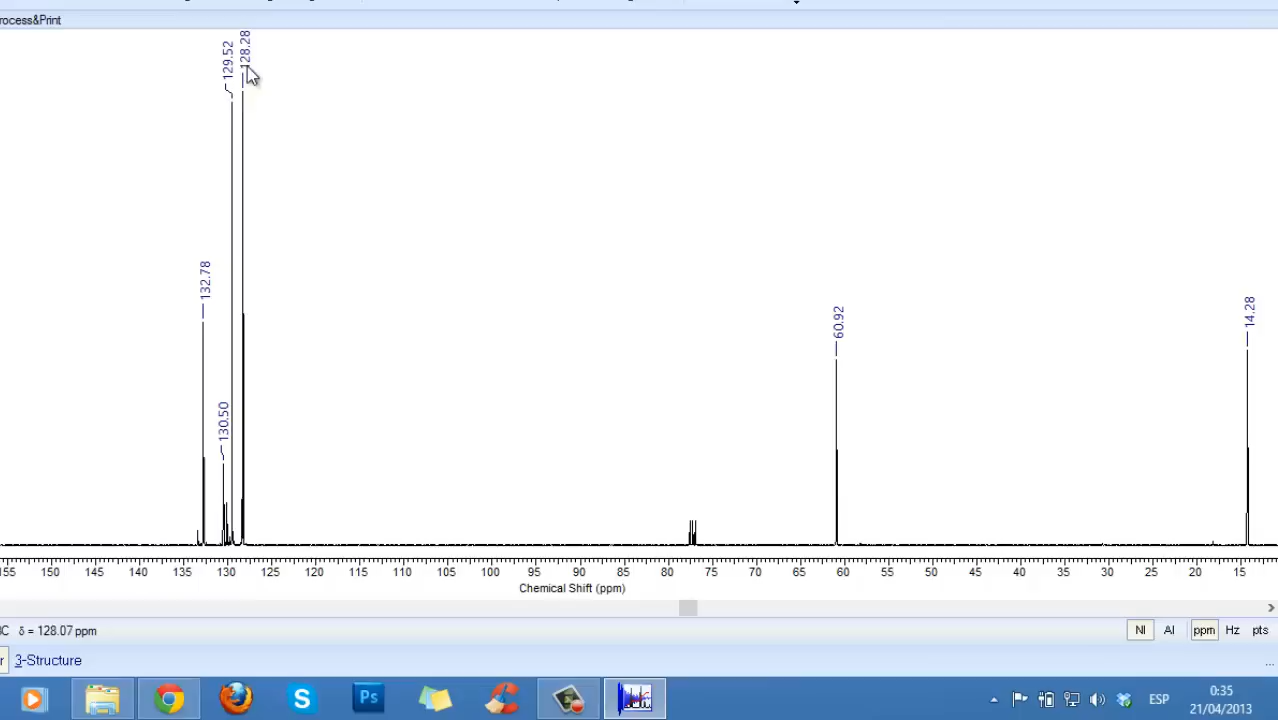 rocess&Print
129.52
128.28
132.78
130.50
60.92
14.28
155 150 145 140 135 130 125 120 115 110 105 100 95 90 85 80 75 70 65 60 55 50 45 40 35 30 25 20 15
Chemical Shift (ppm)
C δ = 128.07 ppm
NI AI ppm Hz pts
r 3-Structure ...
S Ps ESP
0:35
21/04/2013